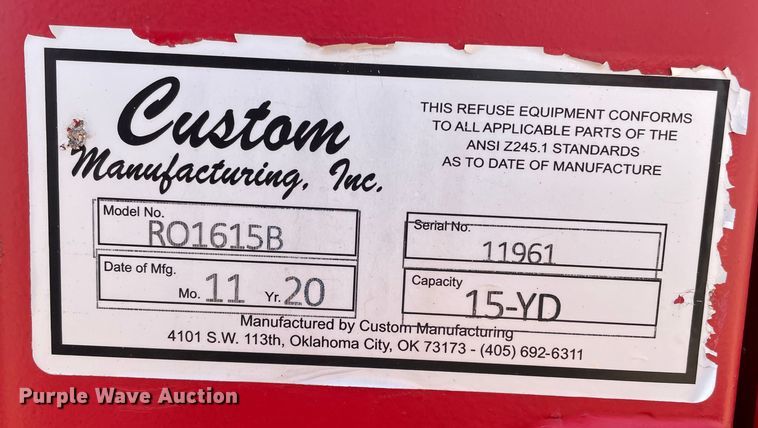 Custom
Manufacturing, Inc.
THIS REFUSE EQUIPMENT CONFORMS
TO ALL APPLICABLE PARTS OF THE
ANSI Z245.1 STANDARDS
AS TO DATE OF MANUFACTURE
Model No.
RO1615B
Serial No.
11961
Date of Mfg.
Mo. 11 Yr. 20
Capacity
15-YD
Manufactured by Custom Manufacturing
4101 S.W. 113th, Oklahoma City, OK 73173 - (405) 692-6311
Purple Wave Auction